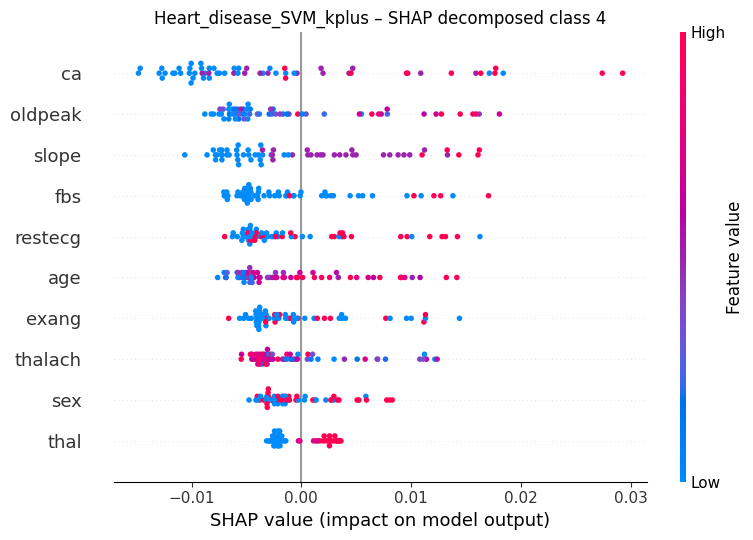 Heart_disease_SVM_kplus – SHAP decomposed class 4
High
ca
oldpeak
slope
fbs
restecg
age
exang
thalach
sex
thal
Feature value
Low
−0.01 0.00 0.01 0.02 0.03
SHAP value (impact on model output)